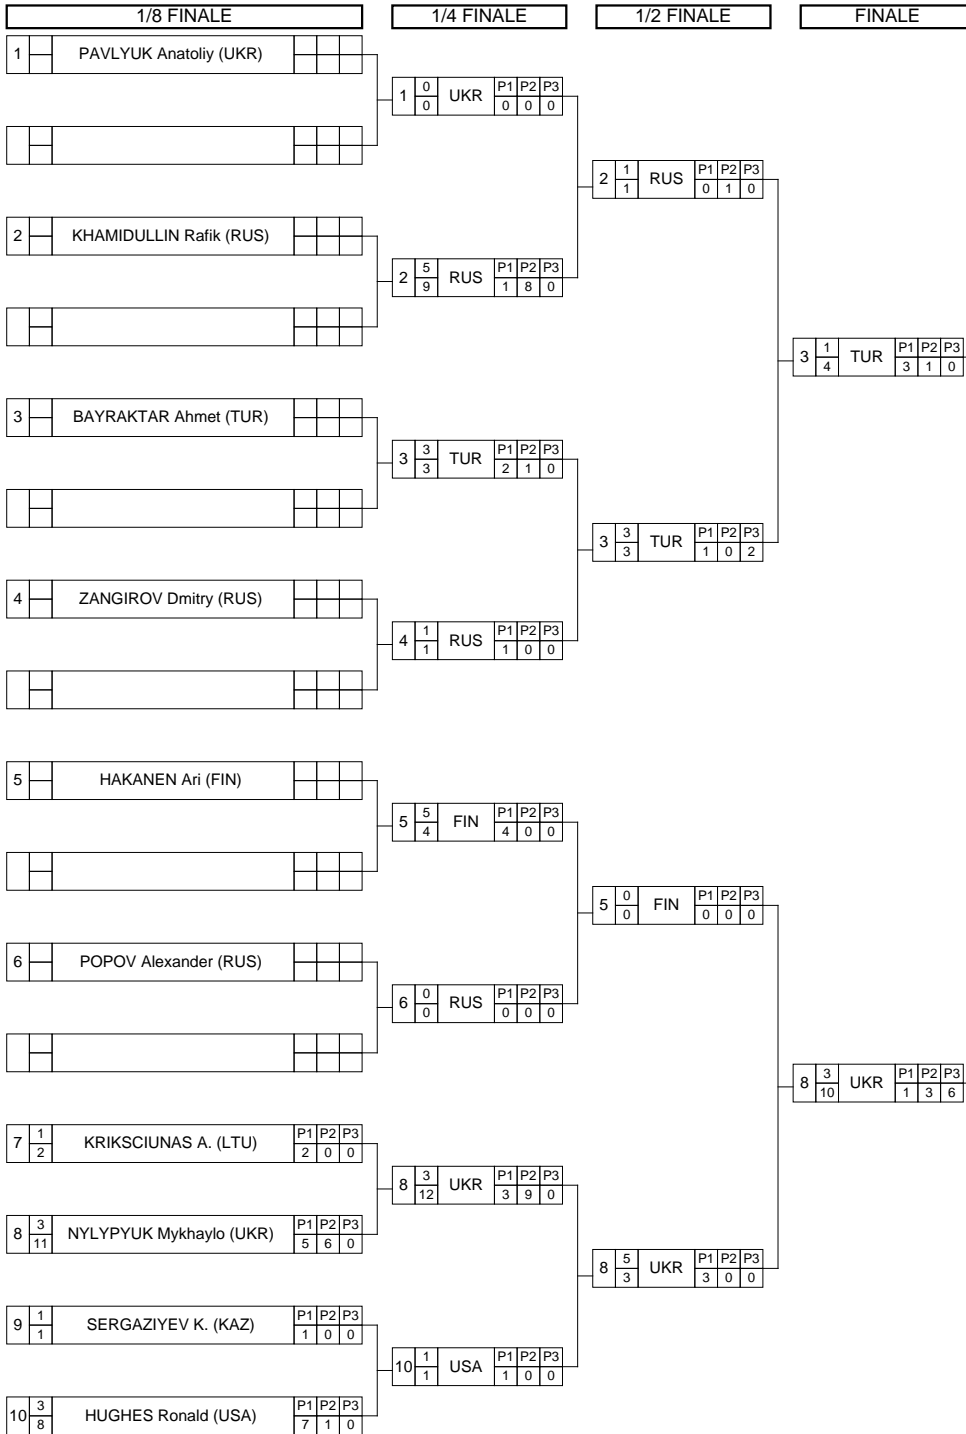 1/8 FINALE 1/4 FINALE 1/2 FINALE FINALE
1 PAVLYUK Anatoliy (UKR)
1 0 0 UKR P1 P2 P3 0 0 0
2 1 1 RUS P1 P2 P3 0 1 0
2 KHAMIDULLIN Rafik (RUS)
2 5 9 RUS P1 P2 P3 1 8 0
3 1 4 TUR P1 P2 P3 3 1 0
3 BAYRAKTAR Ahmet (TUR)
3 3 3 TUR P1 P2 P3 2 1 0
3 3 3 TUR P1 P2 P3 1 0 2
4 ZANGIROV Dmitry (RUS)
4 1 1 RUS P1 P2 P3 1 0 0
5 HAKANEN Ari (FIN)
5 5 4 FIN P1 P2 P3 4 0 0
5 0 0 FIN P1 P2 P3 0 0 0
6 POPOV Alexander (RUS)
6 0 0 RUS P1 P2 P3 0 0 0
8 3 10 UKR P1 P2 P3 1 3 6
7 1 2 KRIKSCIUNAS A. (LTU) P1 P2 P3 2 0 0
8 3 12 UKR P1 P2 P3 3 9 0
8 3 11 NYLYPYUK Mykhaylo (UKR) P1 P2 P3 5 6 0
8 5 3 UKR P1 P2 P3 3 0 0
9 1 1 SERGAZIYEV K. (KAZ) P1 P2 P3 1 0 0
10 1 1 USA P1 P2 P3 1 0 0
10 3 8 HUGHES Ronald (USA) P1 P2 P3 7 1 0